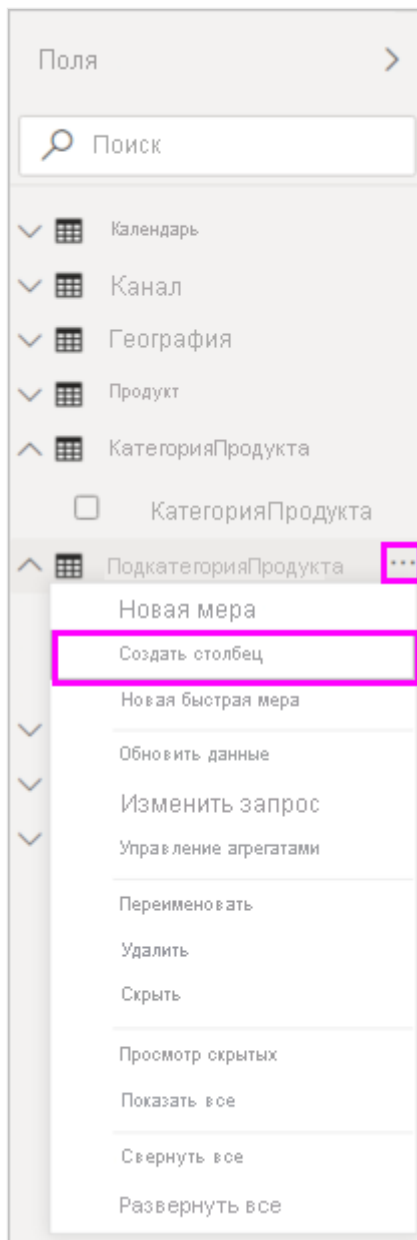 Поля
Поиск
Календарь
Канал
География
Продукт
КатегорияПродукта
КатегорияПродукта
ПодкатегорияПродукта
Новая мера
Создать столбец
Новая быстрая мера
Обновить данные
Изменить запрос
Управление агрегатами
Переименовать
Удалить
Скрыть
Просмотр скрытых
Показать все
Свернуть все
Развернуть все